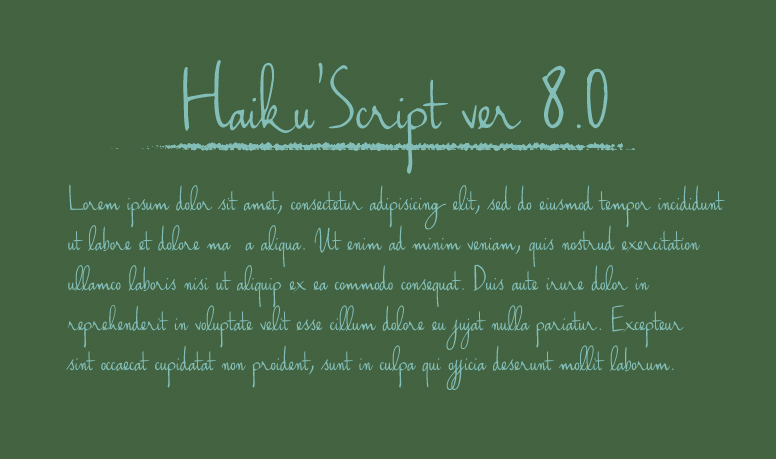 Haiku'Script ver 8.0
Lorem ipsum dolor sit amet, consectetur adipisicing elit, sed do eiusmod tempor incididunt
ut labore et dolore ma a aliqua. Ut enim ad minim veniam, quis nostrud exercitation
ullamco laboris nisi ut aliquip ex ea commodo consequat. Duis aute irure dolor in
reprehenderit in voluptate velit esse cillum dolore eu jujat nulla pariatur. Excepteur
sint occaecat cupidatat non proident, sunt in culpa qui officia deserunt mollit laborum.